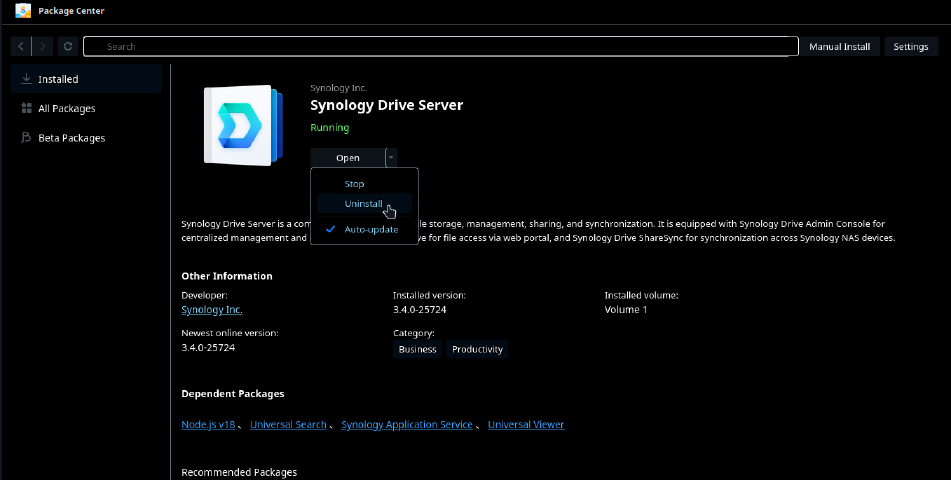 Package Center
Search
Manual Install
Settings
Installed
All Packages
Beta Packages
Synology Inc.
Synology Drive Server
Running
Open
Stop
Uninstall
Auto-update
Synology Drive Server is a com le storage, management, sharing, and synchronization. It is equipped with Synology Drive Admin Console for
centralized management and ve for file access via web portal, and Synology Drive ShareSync for synchronization across Synology NAS devices.
Other Information
Developer:
Synology Inc.
Installed version:
3.4.0-25724
Installed volume:
Volume 1
Newest online version:
3.4.0-25724
Category:
Business
Productivity
Dependent Packages
Node.js v18 、 Universal Search 、 Synology Application Service 、 Universal Viewer
Recommended Packages